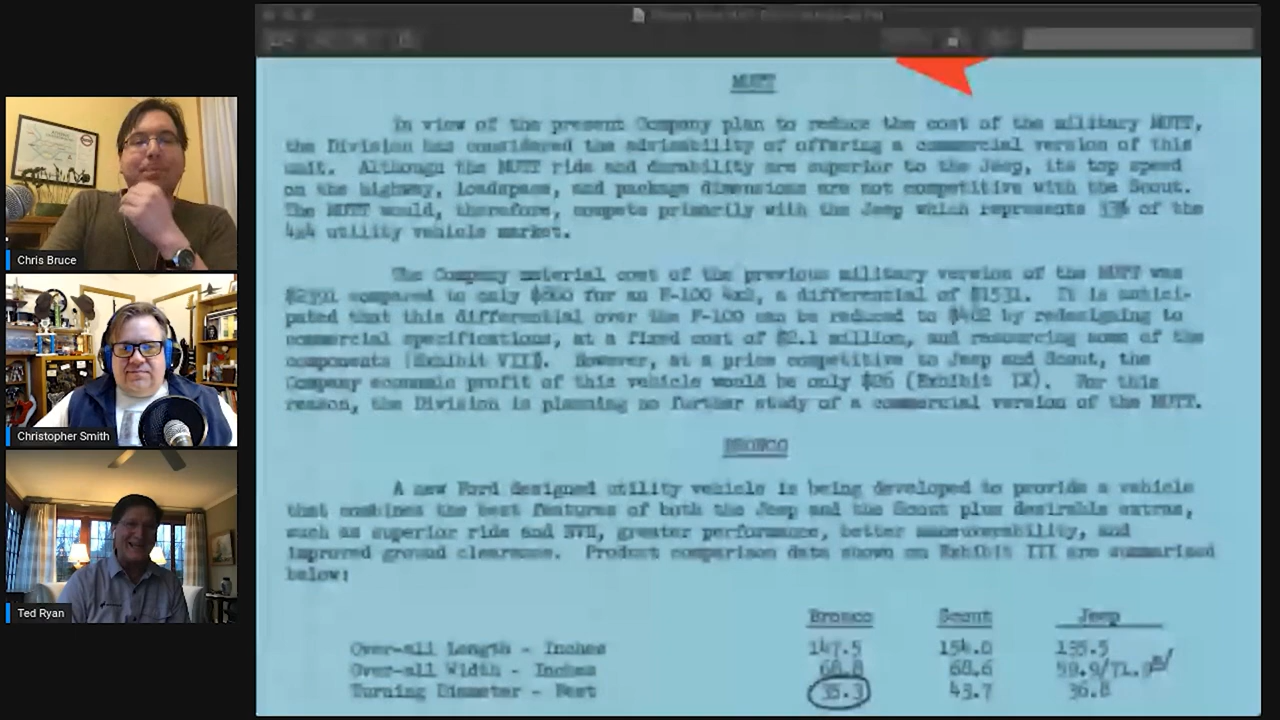 MUTT
In view of the present Company plan to reduce the cost of the military MUTT,
the Division has considered the advisability of offering a commercial version of this
unit. Although the MUTT ride and durability are superior to the Jeep, its top speed
on the highway, loadspace, and package dimensions are not competitive with the Scout.
The MUTT would, therefore, compete primarily with the Jeep which represents of the
4x4 utility vehicle market.
The Company material cost of the previous military version of the MUTT was
compared to only for an F-100 4x2, a differential of $1531. It is antici-
pated that this differential over the F-100 can be reduced to $402 by redesigning to
commercial specifications, at a fixed cost of $2.1 million, and resourcing some of the
components (Exhibit VII). However, at a price competitive to Jeep and Scout, the
Company economic profit of this vehicle would be only $26 (Exhibit IX). For this
reason, the Division is planning no further study of a commercial version of the MUTT.
BRONCO
A new Ford designed utility vehicle is being developed to provide a vehicle
that combines the best features of both the Jeep and the Scout plus desirable extras,
such as superior ride and NVH, greater performance, better maneuverability, and
improved ground clearance. Product comparison data shown on Exhibit III are summarized
below:
Bronco Scout Jeep
Over-all Length - Inches 147.5 154.0 135.5
Over-all Width - Inches 68.8 68.6 59.9/71.9
Turning Diameter - Feet 35.3 43.7 36.8
Chris Bruce
Christopher Smith
Ted Ryan